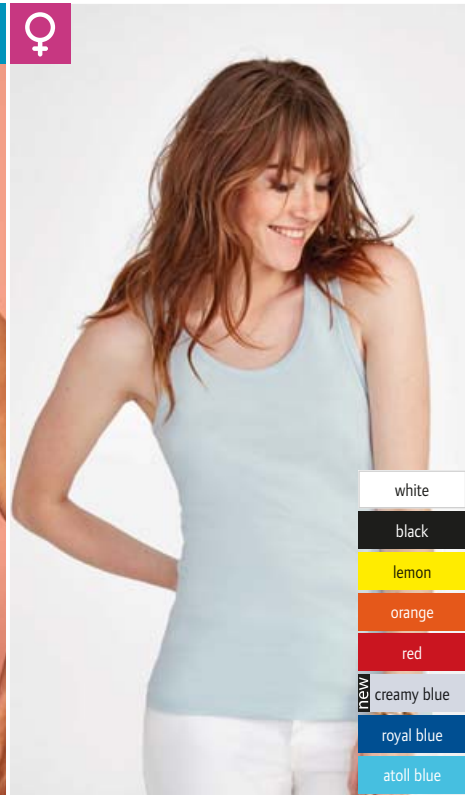 white
black
lemon
orange
red
new
creamy blue
royal blue
atoll blue